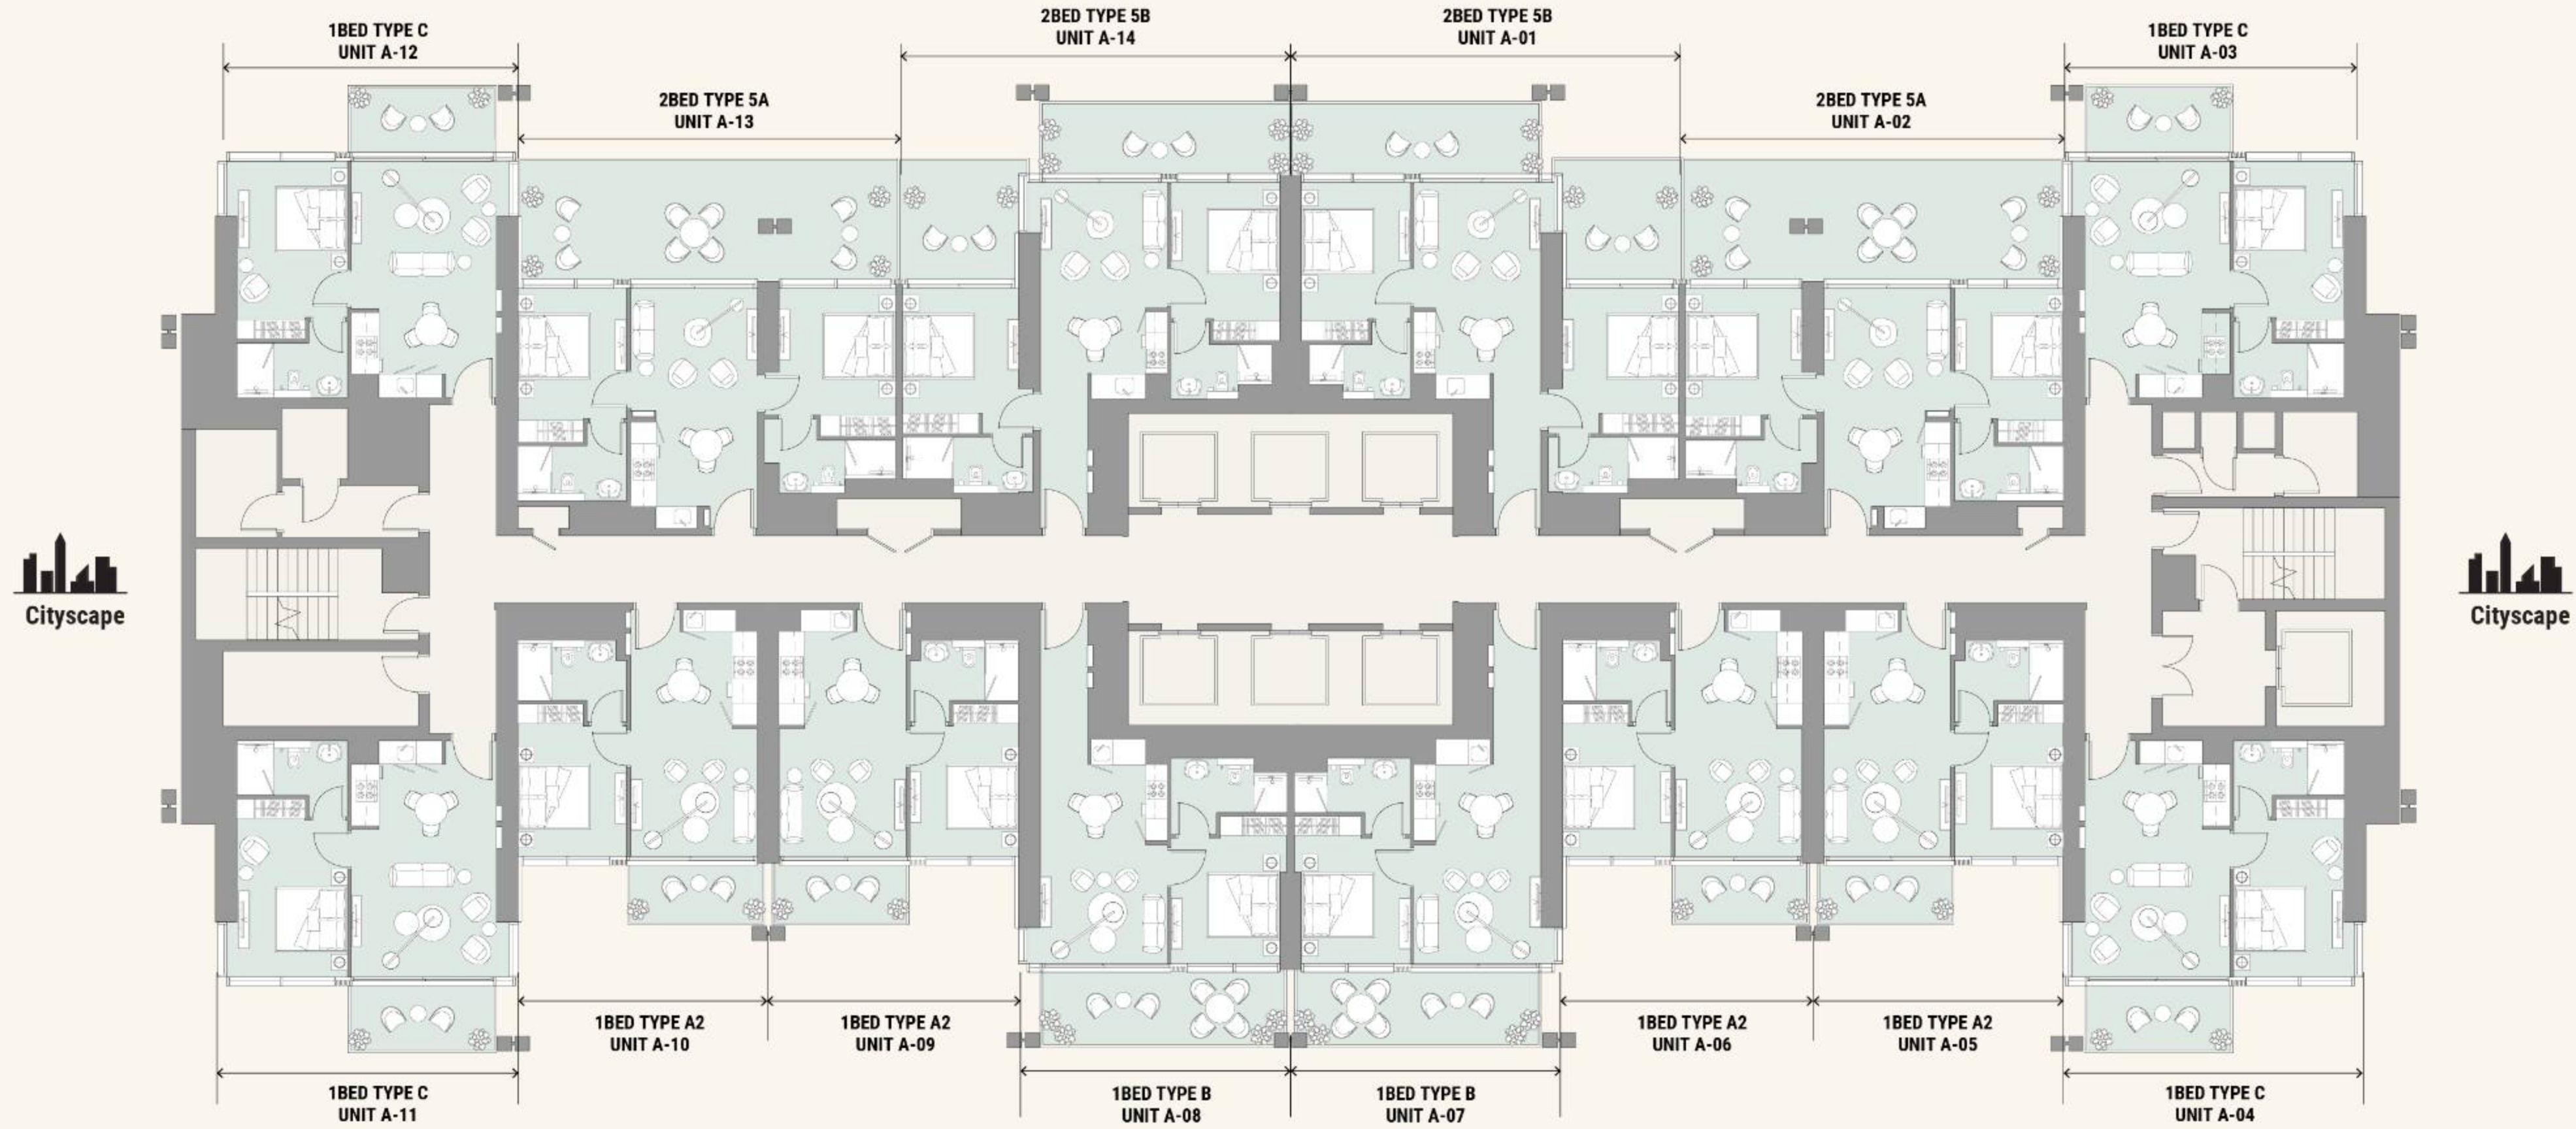 1BED TYPE C
UNIT A-12
2BED TYPE 5A
UNIT A-13
2BED TYPE 5B
UNIT A-14
2BED TYPE 5B
UNIT A-01
2BED TYPE 5A
UNIT A-02
1BED TYPE C
UNIT A-03
Cityscape
Cityscape
1BED TYPE C
UNIT A-11
1BED TYPE A2
UNIT A-10
1BED TYPE A2
UNIT A-09
1BED TYPE B
UNIT A-08
1BED TYPE B
UNIT A-07
1BED TYPE A2
UNIT A-06
1BED TYPE A2
UNIT A-05
1BED TYPE C
UNIT A-04